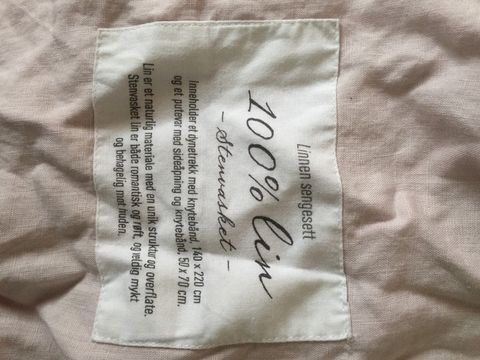 Linnen sengesett
100% lin
- Stenvasket -
Inneholder et dynetrekk med knytebånd, 140 x 220 cm
og et putevar med sideåpning og knytebånd, 50 x 70 cm.
Lin er et naturlig materiale med en unik struktur og overflate.
Stenvasket lin er både romantisk og røft, og veldig mykt
og behagelig mot huden.